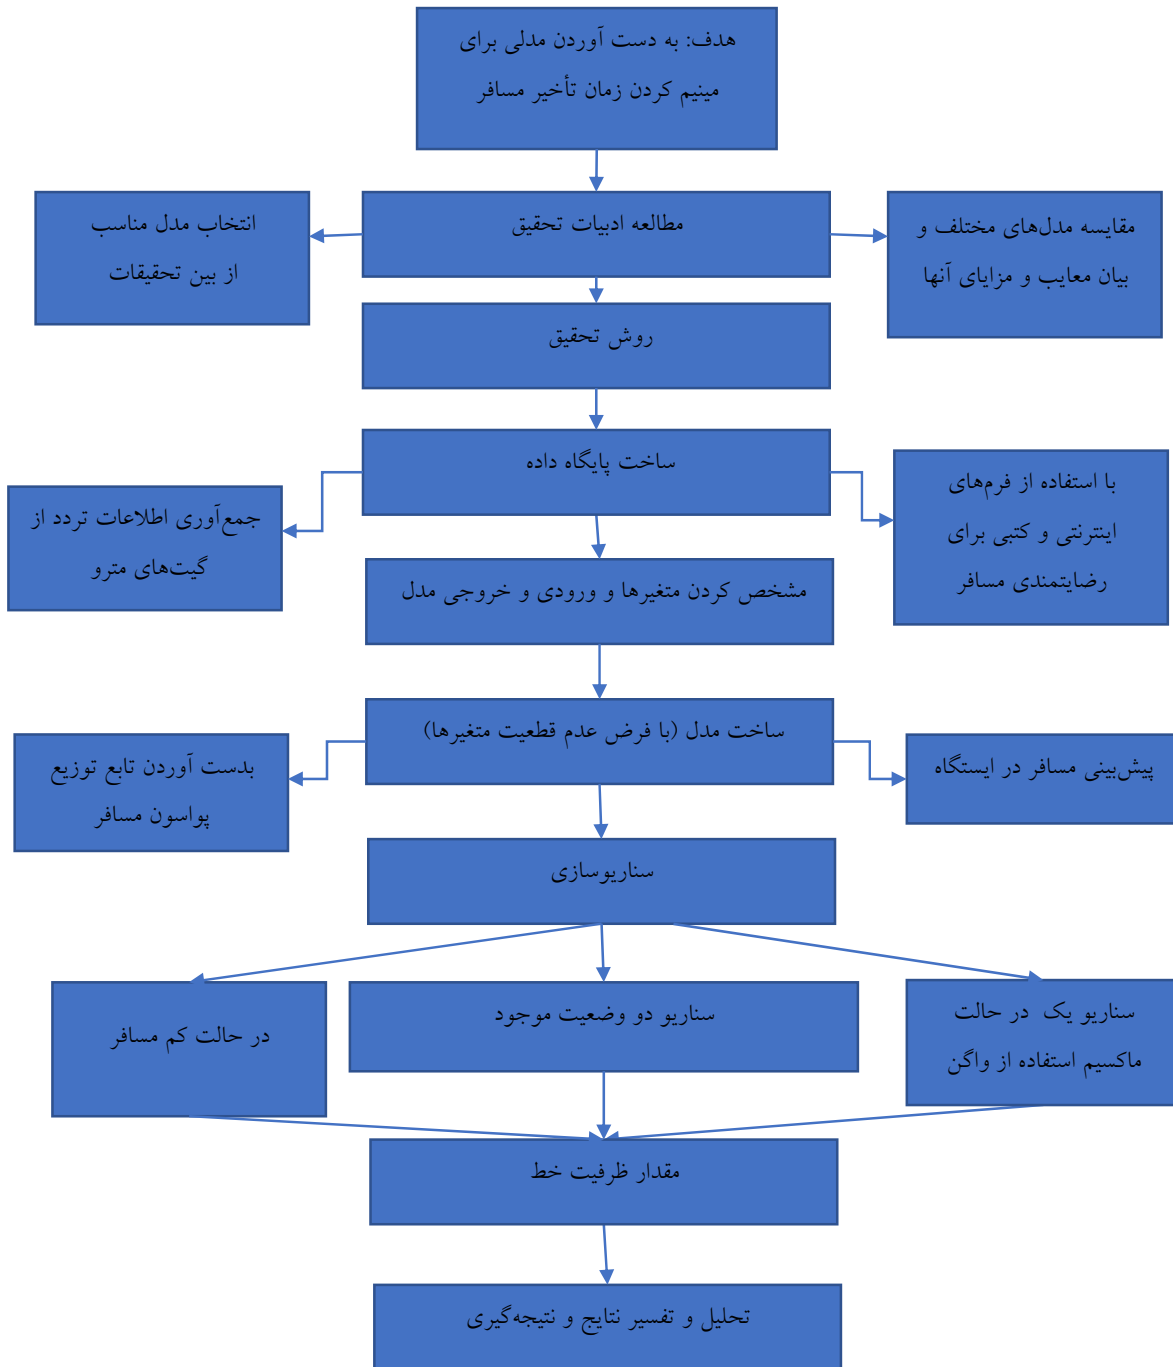 هدف: به دست آوردن مدلی برای
مینیم کردن زمان تأخیر مسافر
مطالعه ادبیات تحقیق
مقایسه مدل‌های مختلف و
بیان معایب و مزایای آنها
انتخاب مدل مناسب
از بین تحقیقات
روش تحقیق
ساخت پایگاه داده
با استفاده از فرم‌های
اینترنتی و کتبی برای
رضایتمندی مسافر
جمع‌آوری اطلاعات تردد از
گیت‌های مترو
مشخص کردن متغیرها و ورودی و خروجی مدل
ساخت مدل (با فرض عدم قطعیت متغیرها)
پیش‌بینی مسافر در ایستگاه
بدست آوردن تابع توزیع
پواسون مسافر
سناریوسازی
سناریو یک در حالت
ماکسیم استفاده از واگن
سناریو دو وضعیت موجود
در حالت کم مسافر
مقدار ظرفیت خط
تحلیل و تفسیر نتایج و نتیجه‌گیری